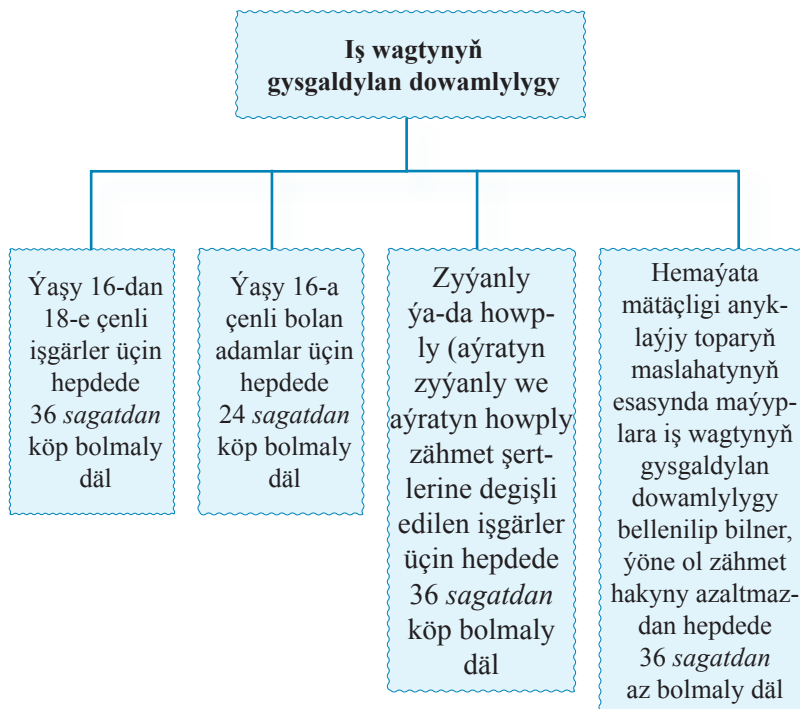 Iş wagtynyň
gysgaldylan dowamlylygy
Ýaşy 16-dan
18-e çenli
işgärler üçin
hepdede
36 sagatdan
köp bolmaly
däl
Ýaşy 16-a
çenli bolan
adamlar üçin
hepdede
24 sagatdan
köp bolmaly
däl
Zyýanly
ýa-da howp-
ly (aýratyn
zyýanly we
aýratyn howply
zähmet şert-
lerine degişli
edilen işgärler
üçin hepdede
36 sagatdan
köp bolmaly
däl
Hemaýata
mätäçligi anyk-
laýjy toparyň
maslahatynyň
esasynda maýyp-
lara iş wagtynyň
gysgaldylan
dowamlylygy
bellenilip bilner,
ýöne ol zähmet
hakyny azaltmaz-
dan hepdede
36 sagatdan
az bolmaly däl